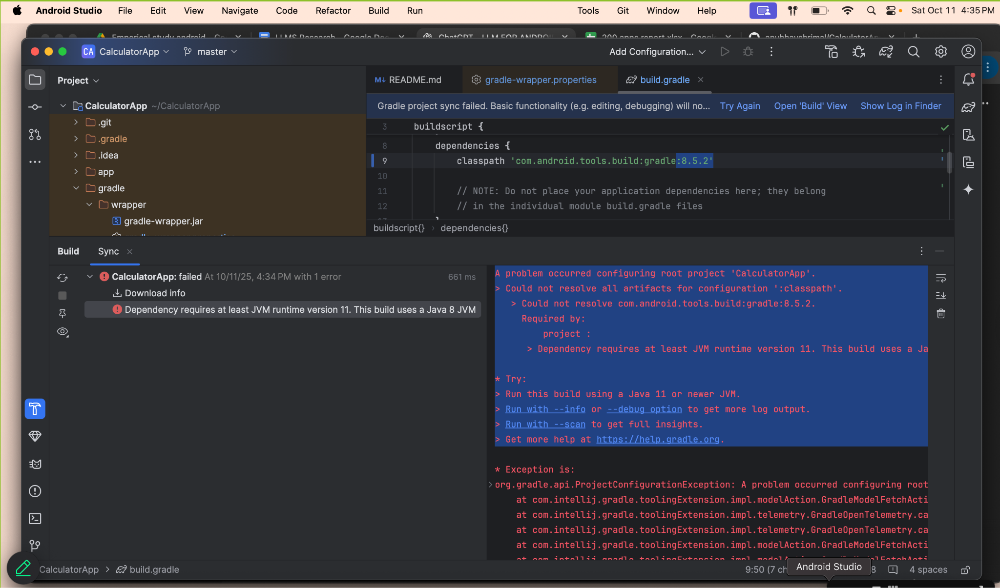 Android Studio File Edit View Navigate Code Refactor Build Run Tools Git Window Help Sat Oct 11 4:35 PM
CA CalculatorApp master Add Configuration...
Project
README.md gradle-wrapper.properties build.gradle
CalculatorApp ~/CalculatorApp
.git
.gradle
.idea
app
gradle
wrapper
gradle-wrapper.jar
Gradle project sync failed. Basic functionality (e.g. editing, debugging) will no... Try Again Open 'Build' View Show Log in Finder
3 buildscript {
8 dependencies {
9 classpath 'com.android.tools.build:gradle:8.5.2'
10
11 // NOTE: Do not place your application dependencies here; they belong
12 // in the individual module build.gradle files
buildscript{} › dependencies{}
Build Sync
CalculatorApp: failed At 10/11/25, 4:34 PM with 1 error 661 ms
Download info
Dependency requires at least JVM runtime version 11. This build uses a Java 8 JVM
A problem occurred configuring root project 'CalculatorApp'.
> Could not resolve all artifacts for configuration ':classpath'.
> Could not resolve com.android.tools.build:gradle:8.5.2.
Required by:
project :
> Dependency requires at least JVM runtime version 11. This build uses a Ja
* Try:
> Run this build using a Java 11 or newer JVM.
> Run with --info or --debug option to get more log output.
> Run with --scan to get full insights.
> Get more help at https://help.gradle.org.
* Exception is:
org.gradle.api.ProjectConfigurationException: A problem occurred configuring root
at com.intellij.gradle.toolingExtension.impl.modelAction.GradleModelFetchActi
at com.intellij.gradle.toolingExtension.impl.telemetry.GradleOpenTelemetry.ca
at com.intellij.gradle.toolingExtension.impl.telemetry.GradleOpenTelemetry.ca
at com.intellij.gradle.toolingExtension.impl.modelAction.GradleModelFetchActi
CalculatorApp > build.gradle 9:50 (7 ch Android Studio 8 4 spaces